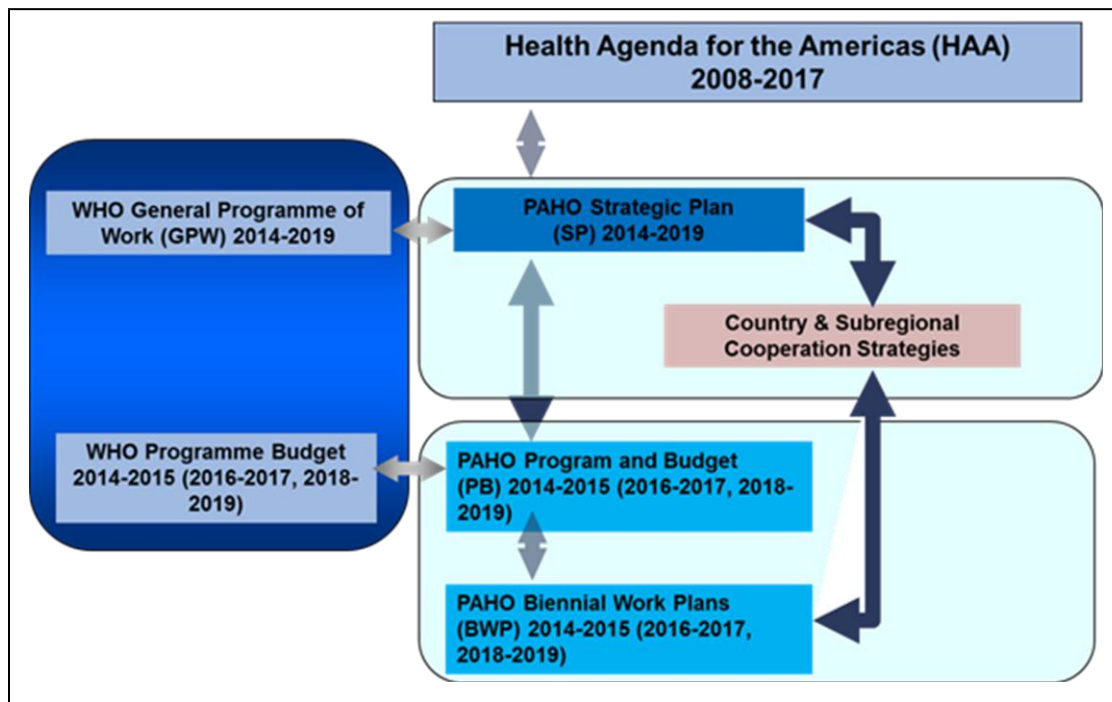 Health Agenda for the Americas (HAA)
2008-2017
WHO General Programme of
Work (GPW) 2014-2019
PAHO Strategic Plan
(SP) 2014-2019
Country & Subregional
Cooperation Strategies
WHO Programme Budget
2014-2015 (2016-2017, 2018-
2019)
PAHO Program and Budget
(PB) 2014-2015 (2016-2017, 2018-
2019)
PAHO Biennial Work Plans
(BWP) 2014-2015 (2016-2017,
2018-2019)